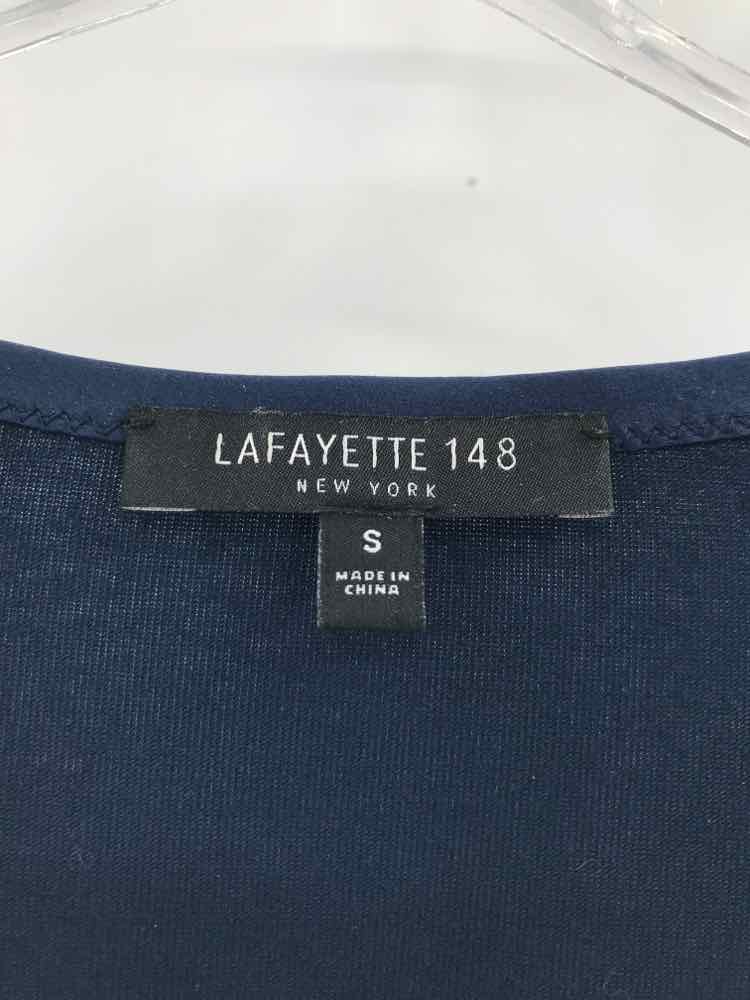 LAFAYETTE 148
NEW YORK
S
MADE IN
CHINA